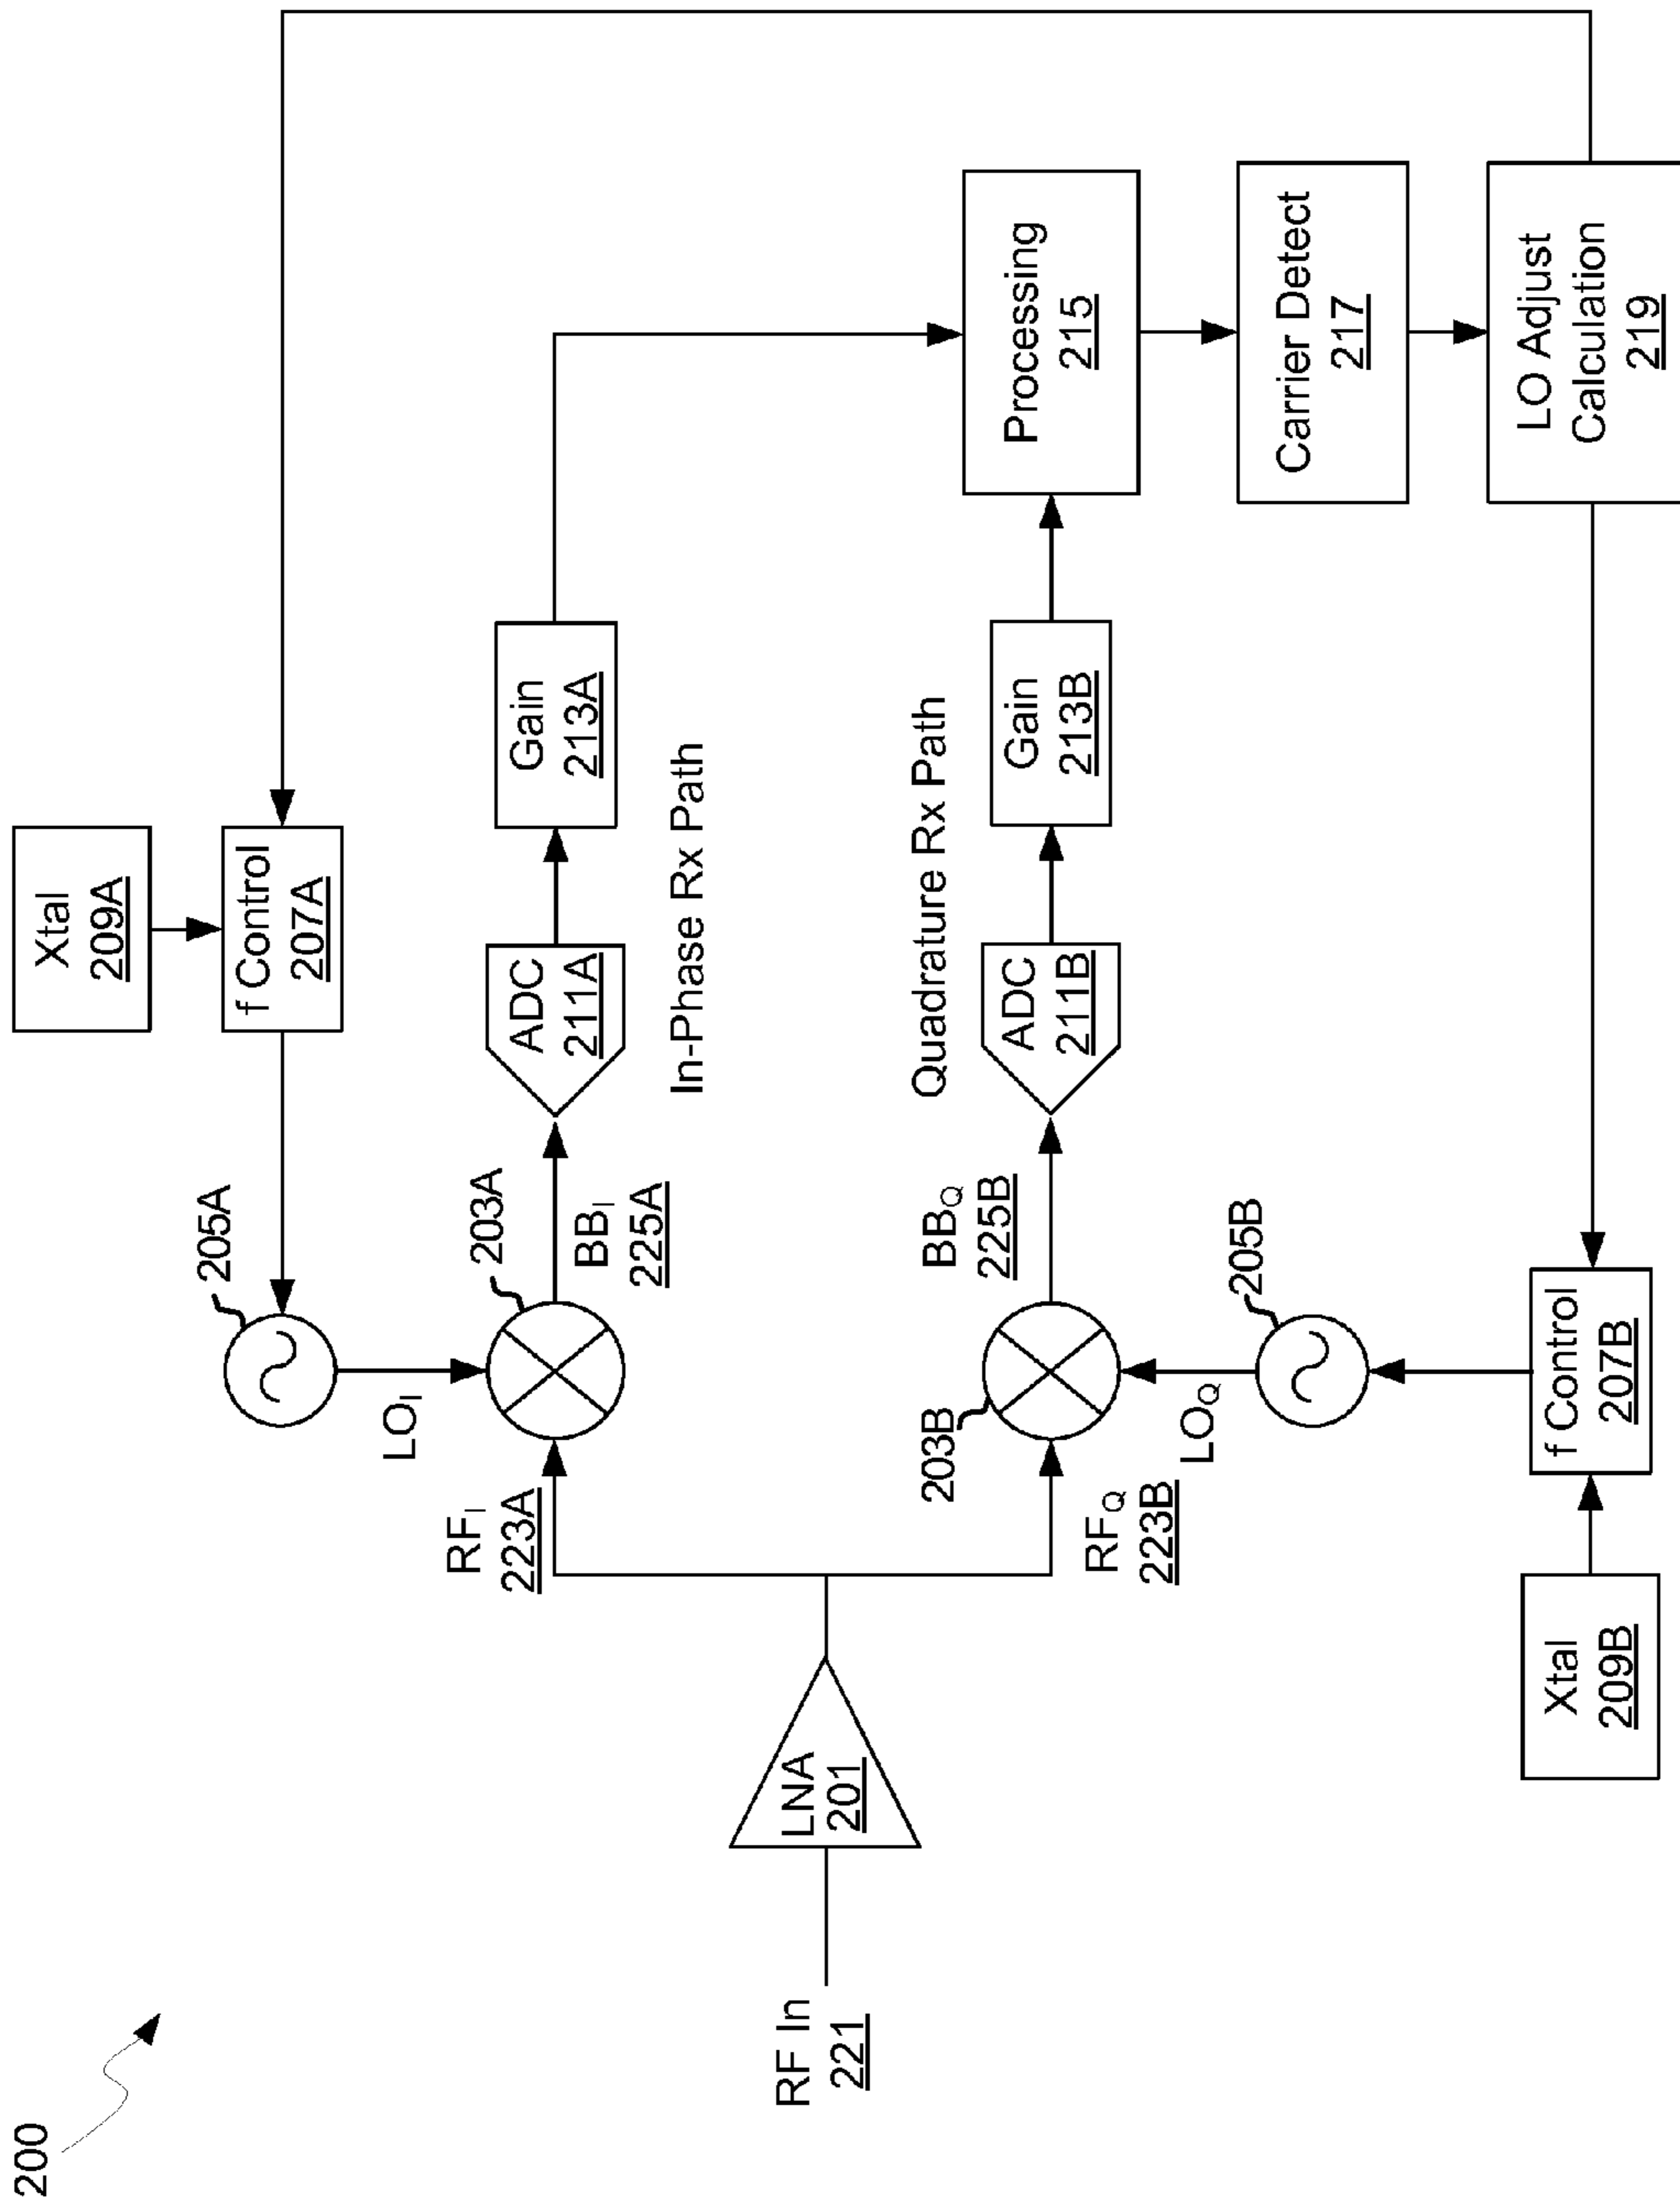 200
Xtal
209A
f Control
207A
205A
LO_I
203A
RF_I
223A
BB_I
225A
ADC
211A
Gain
213A
In-Phase Rx Path
RF In
221
LNA
201
Quadrature Rx Path
203B
RF_Q
223B
BB_Q
225B
ADC
211B
Gain
213B
Processing
215
LO_Q
205B
Carrier Detect
217
Xtal
209B
f Control
207B
LO Adjust
Calculation
219